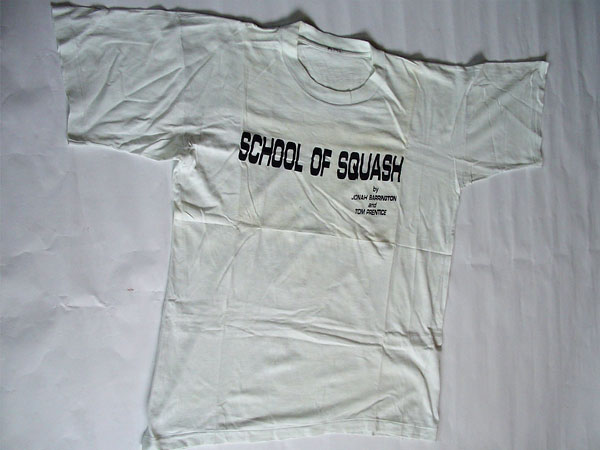 SCHOOL OF SQUASH
by
JONAH BARRINGTON
and
TOM PRENTICE